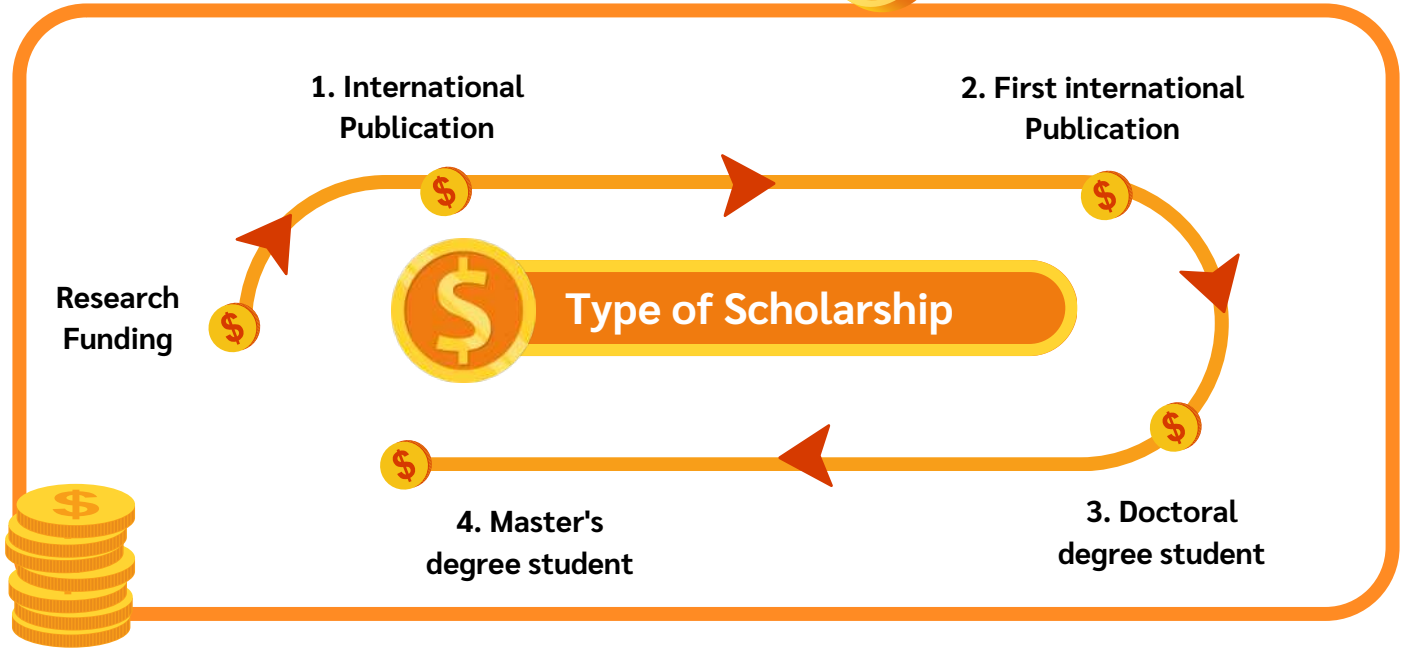 1. International
Publication
2. First international
Publication
Research
Funding
$ Type of Scholarship
4. Master's
degree student
3. Doctoral
degree student